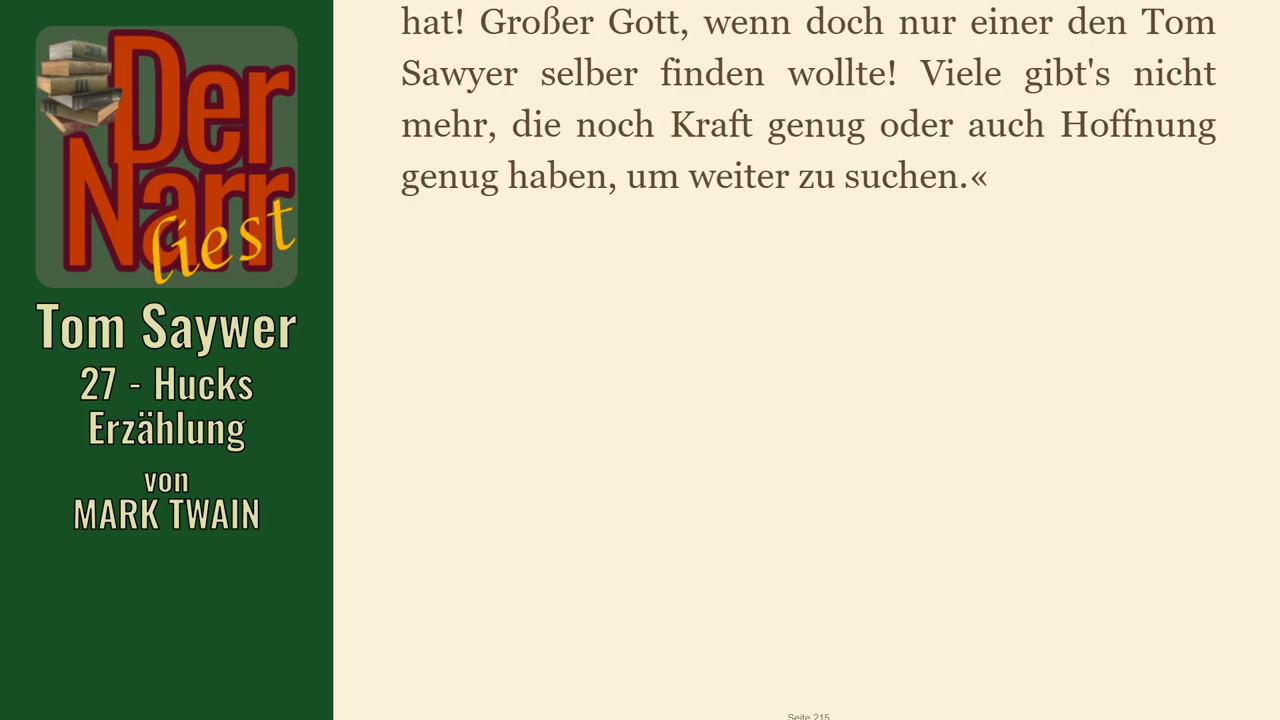 Der
Narr
liest
Tom Saywer
27 - Hucks
Erzählung
von
MARK TWAIN
hat! Großer Gott, wenn doch nur einer den Tom
Sawyer selber finden wollte! Viele gibt's nicht
mehr, die noch Kraft genug oder auch Hoffnung
genug haben, um weiter zu suchen.«
Seite 215